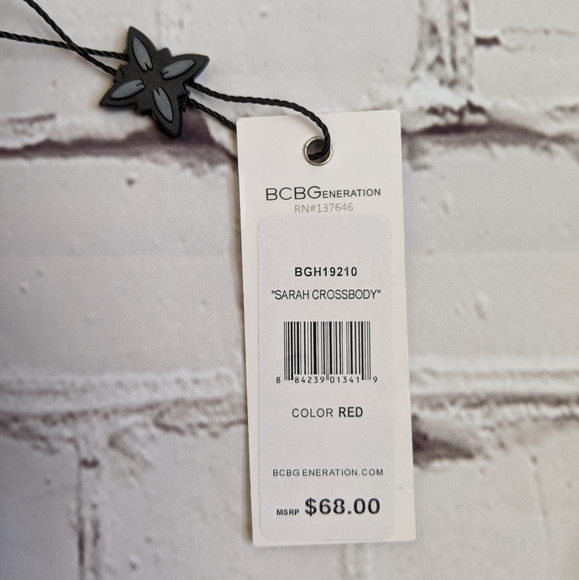 BCBGENERATION
RN#137646
BGH19210
"SARAH CROSSBODY"
8 84239 01341 9
COLOR RED
BCBGENERATION.COM
MSRP $68.00